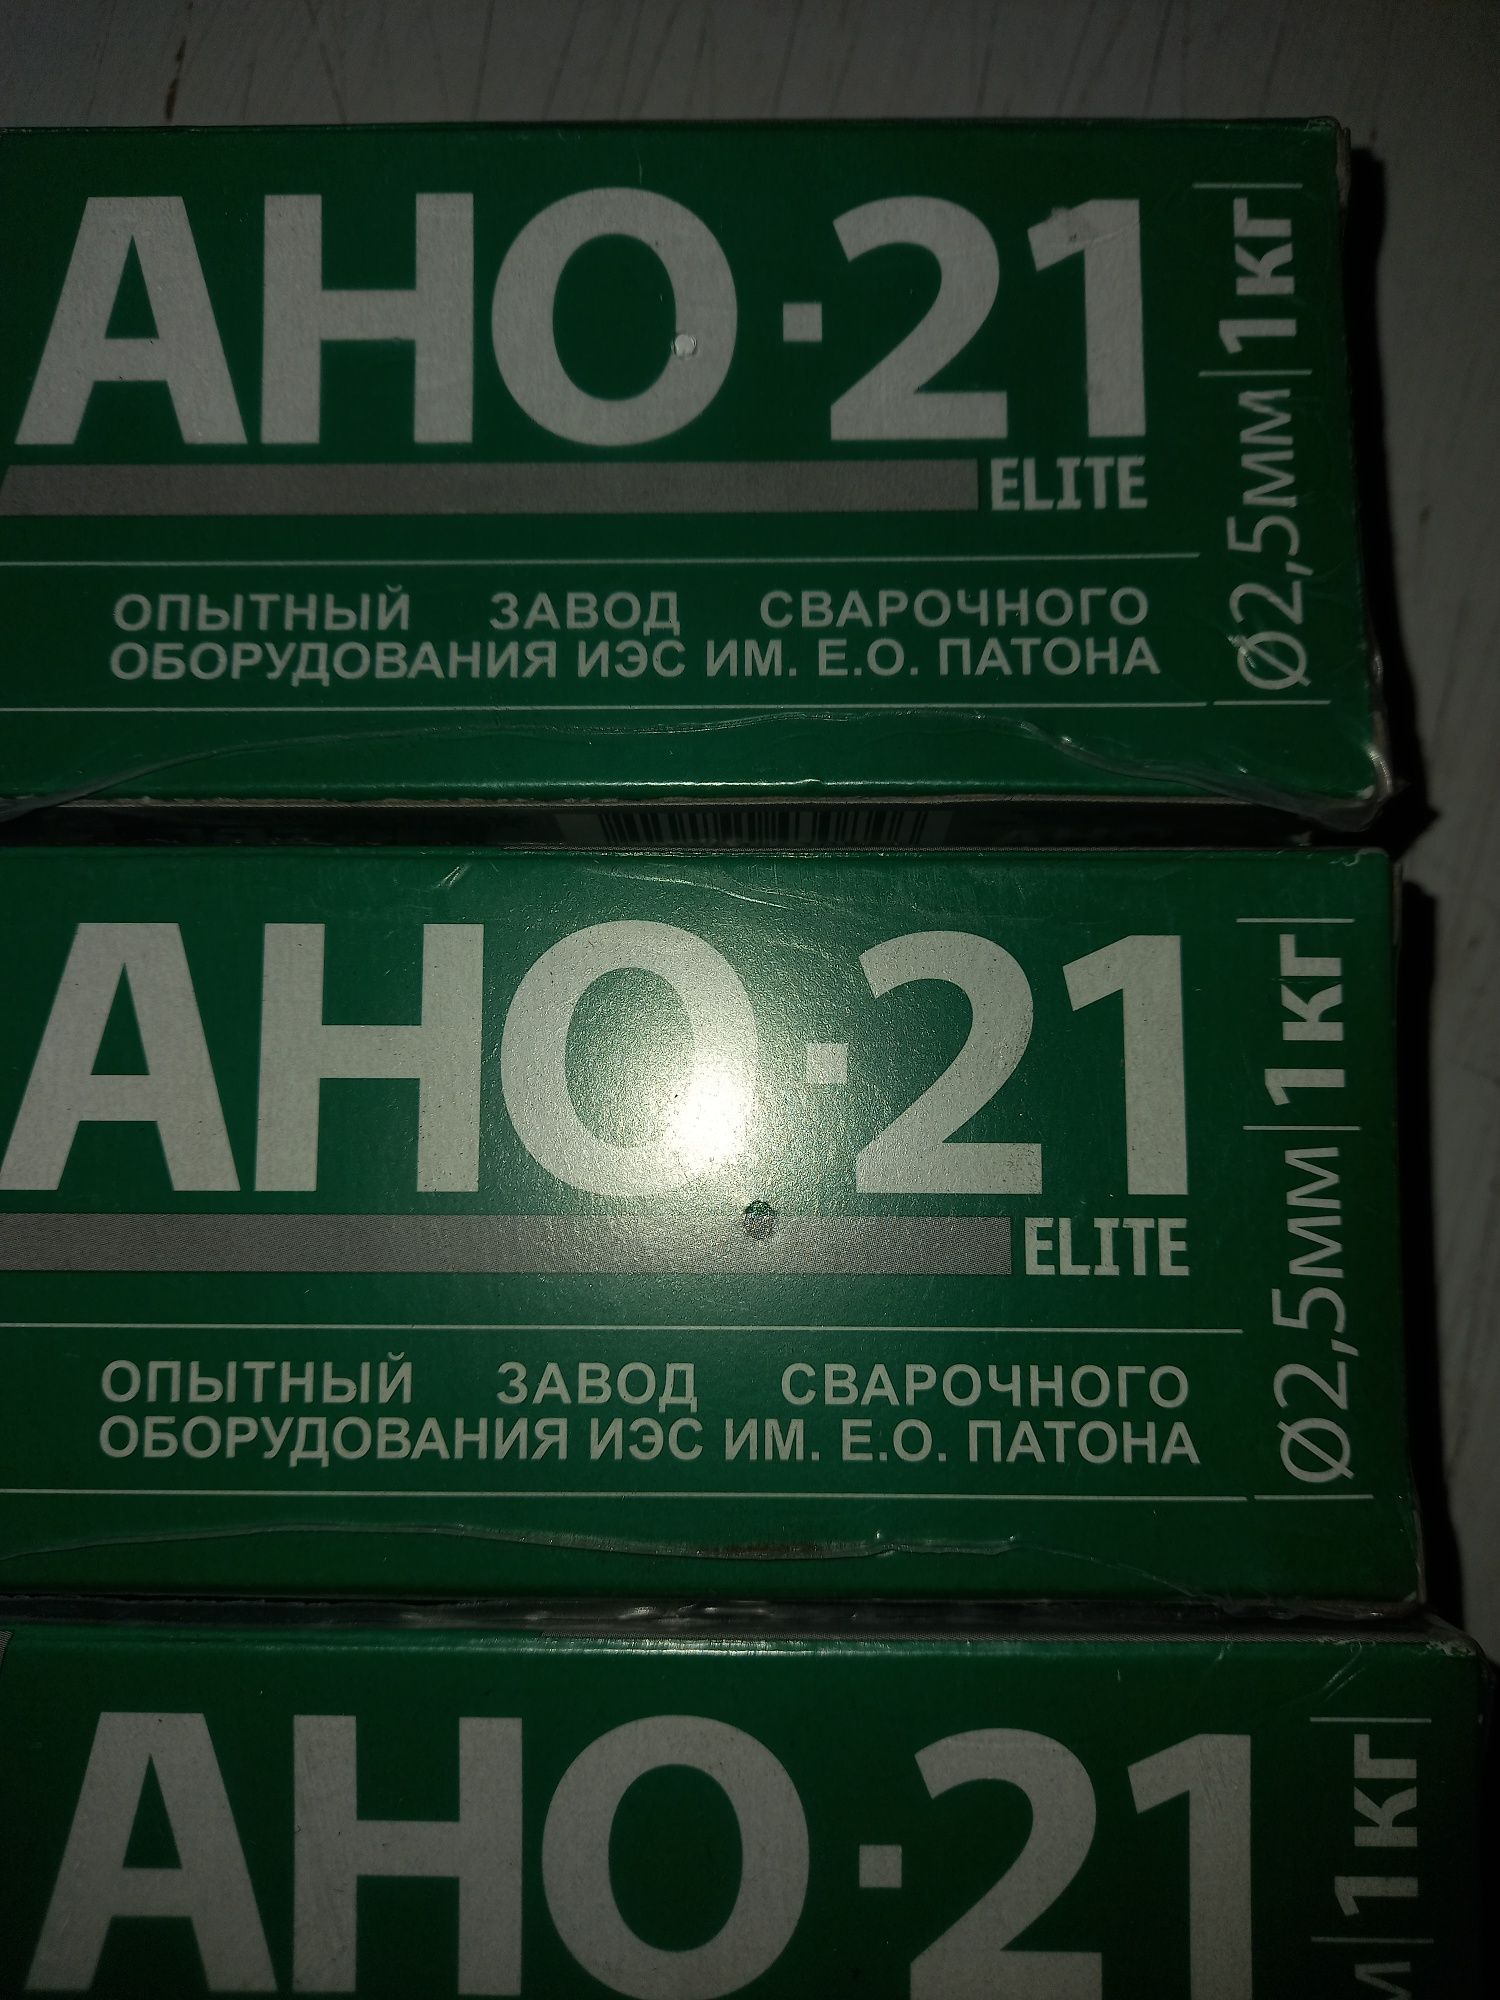 АНО·21
ELITE
ОПЫТНЫЙ ЗАВОД СВАРОЧНОГО
ОБОРУДОВАНИЯ ИЭС ИМ. Е.О. ПАТОНА
Ø2,5мм 1кг
АНО·21
ELITE
ОПЫТНЫЙ ЗАВОД СВАРОЧНОГО
ОБОРУДОВАНИЯ ИЭС ИМ. Е.О. ПАТОНА
Ø2,5мм 1кг
АНО·21
1кг